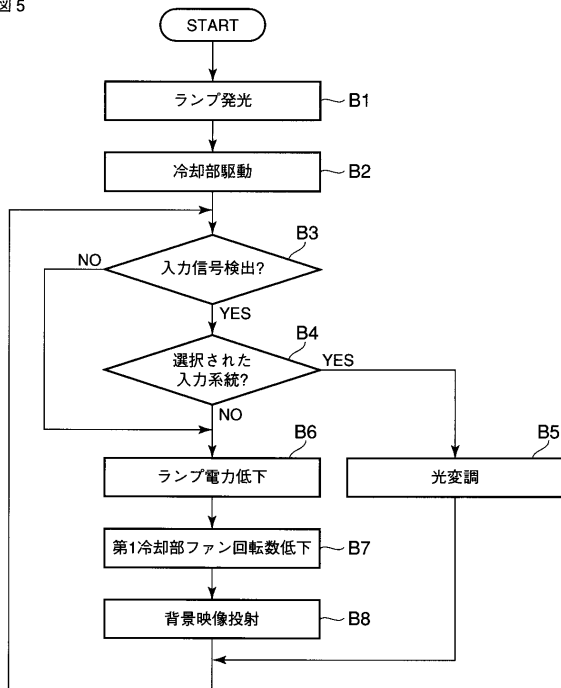 図5
START
ランプ発光
B1
冷却部駆動
B2
B3
入力信号検出?
NO
YES
B4
選択された
入力系統?
YES
NO
B6
ランプ電力低下
B5
光変調
第1冷却部ファン回転数低下
B7
背景映像投射
B8